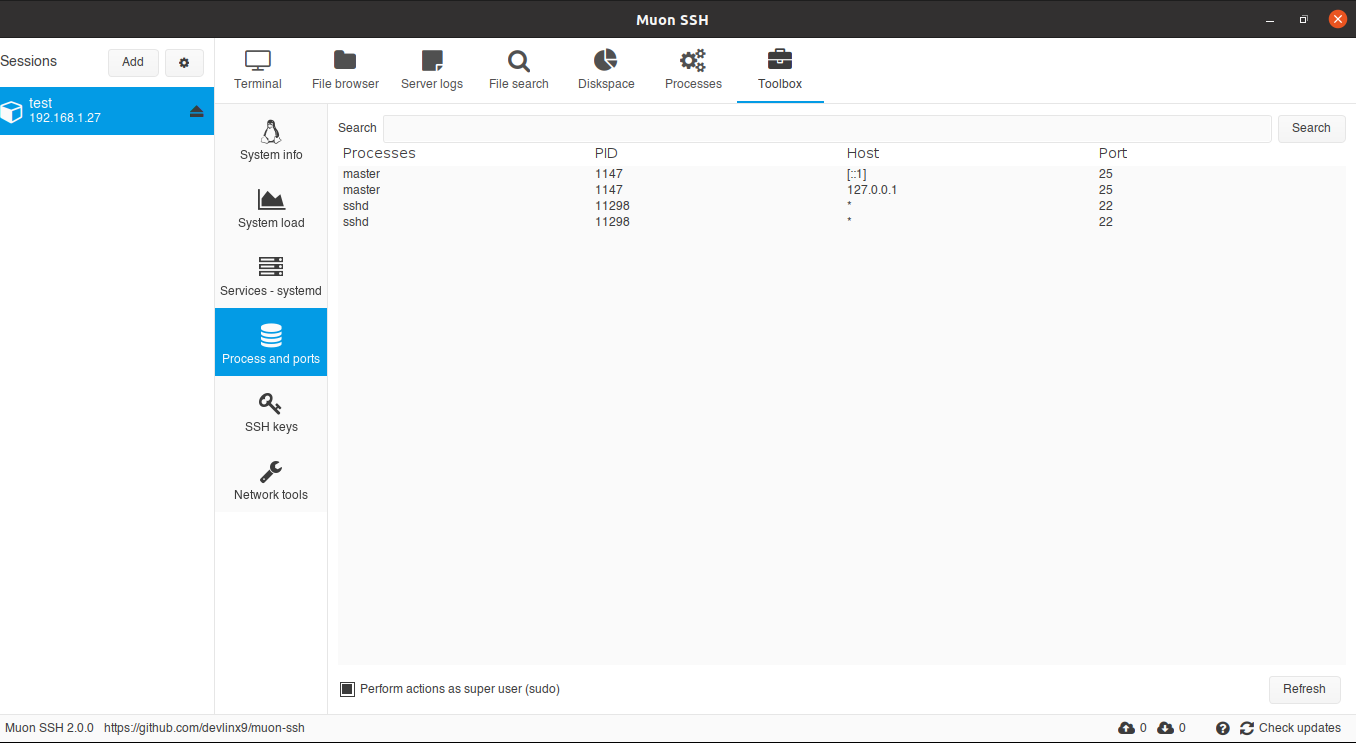 Muon SSH
Sessions Add
test
192.168.1.27
Terminal File browser Server logs File search Diskspace Processes Toolbox
System info
System load
Services - systemd
Process and ports
SSH keys
Network tools
Search Search
Processes PID Host Port
master 1147 [::1] 25
master 1147 127.0.0.1 25
sshd 11298 * 22
sshd 11298 * 22
Perform actions as super user (sudo) Refresh
Muon SSH 2.0.0 https://github.com/devlinx9/muon-ssh 0 0 ? Check updates